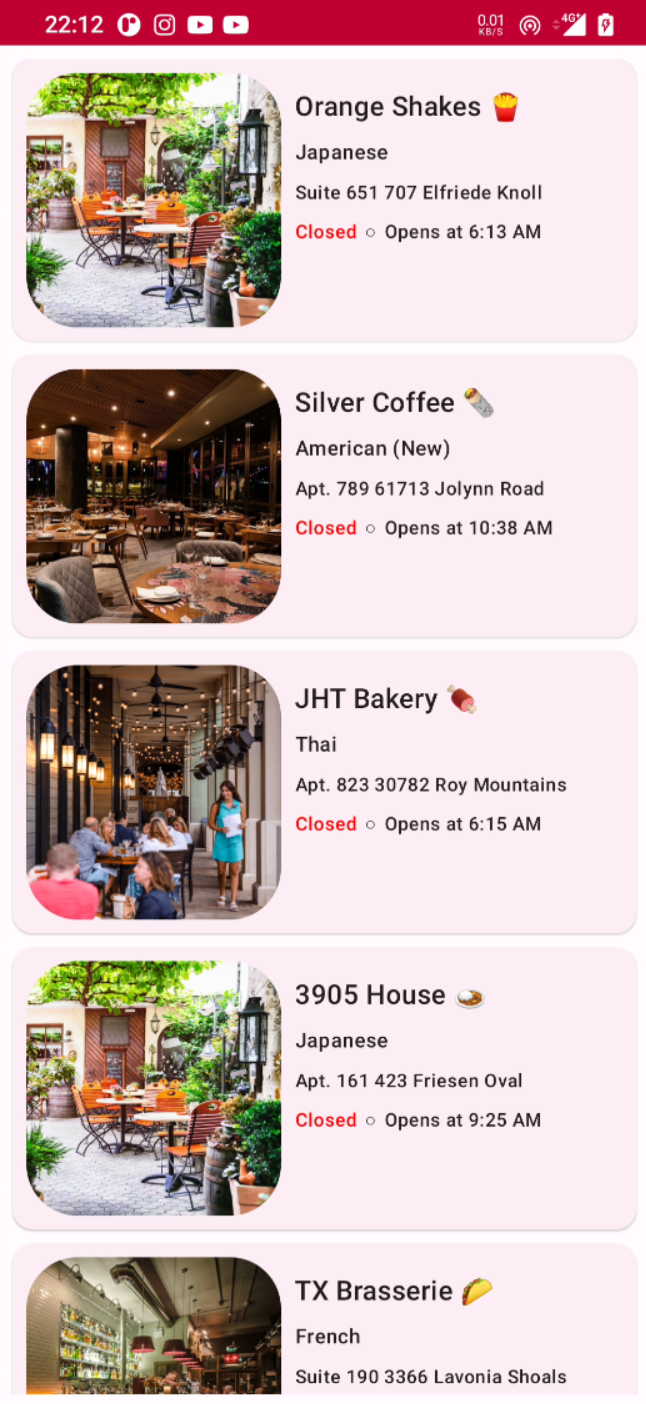 22:12
0.01
KB/S
4G+
Orange Shakes 🍟
Japanese
Suite 651 707 Elfriede Knoll
Closed ○ Opens at 6:13 AM
Silver Coffee 🌯
American (New)
Apt. 789 61713 Jolynn Road
Closed ○ Opens at 10:38 AM
JHT Bakery 🍖
Thai
Apt. 823 30782 Roy Mountains
Closed ○ Opens at 6:15 AM
3905 House 🍛
Japanese
Apt. 161 423 Friesen Oval
Closed ○ Opens at 9:25 AM
TX Brasserie 🌮
French
Suite 190 3366 Lavonia Shoals